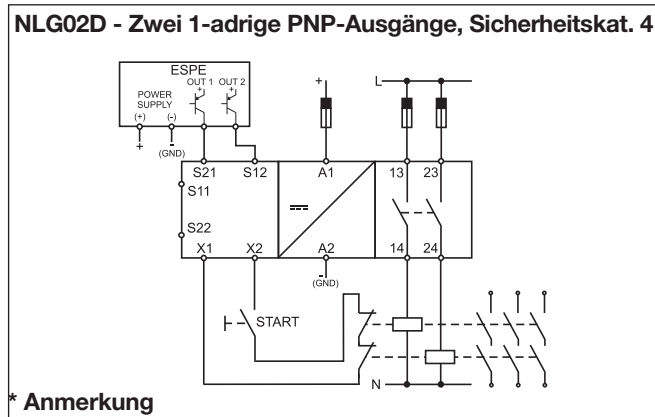 NLG02D - Zwei 1-adrige PNP-Ausgänge, Sicherheitskat. 4
ESPE
OUT 1 OUT 2
POWER
SUPPLY
(+) (-)
+ + + L
+ -
(GND)
S21 S12 A1 13 23
S11
S22
X1 X2 A2 14 24
-
(GND)
START
N
* Anmerkung